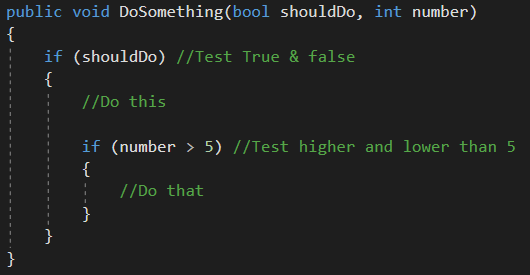 public void DoSomething(bool shouldDo, int number)
{
if (shouldDo) //Test True & false
{
//Do this
if (number > 5) //Test higher and lower than 5
{
//Do that
}
}
}